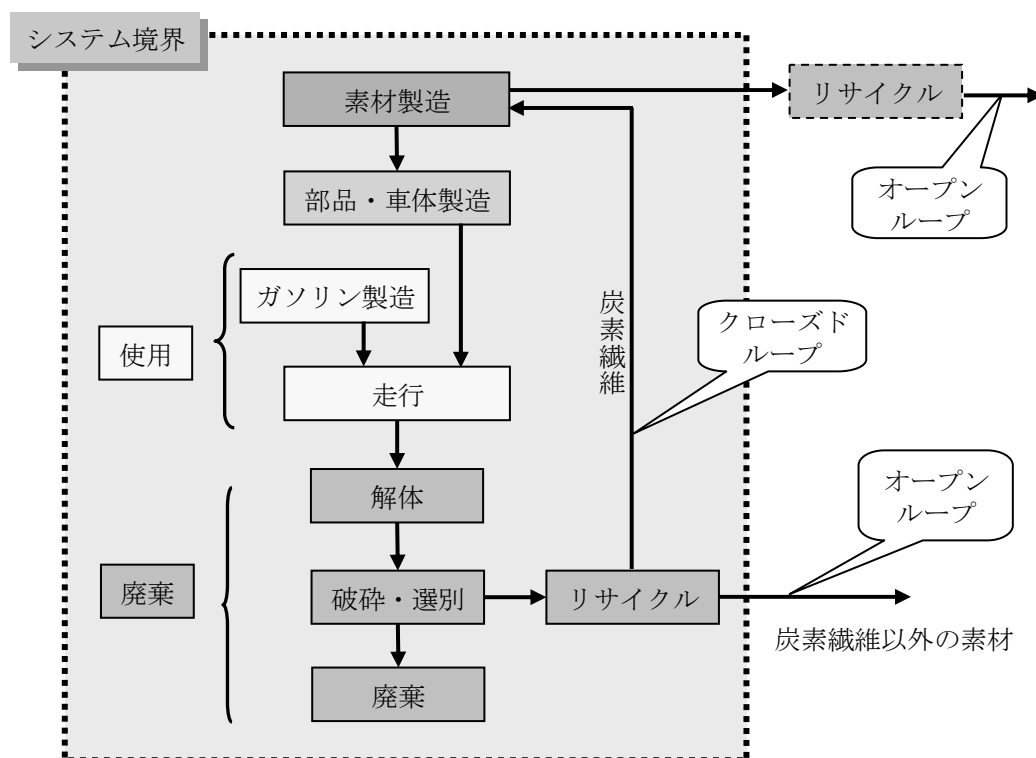 システム境界
素材製造
リサイクル
オープン
ループ
部品・車体製造
ガソリン製造
使用
走行
炭素繊維
クローズド
ループ
解体
オープン
ループ
廃棄
破砕・選別
リサイクル
炭素繊維以外の素材
廃棄